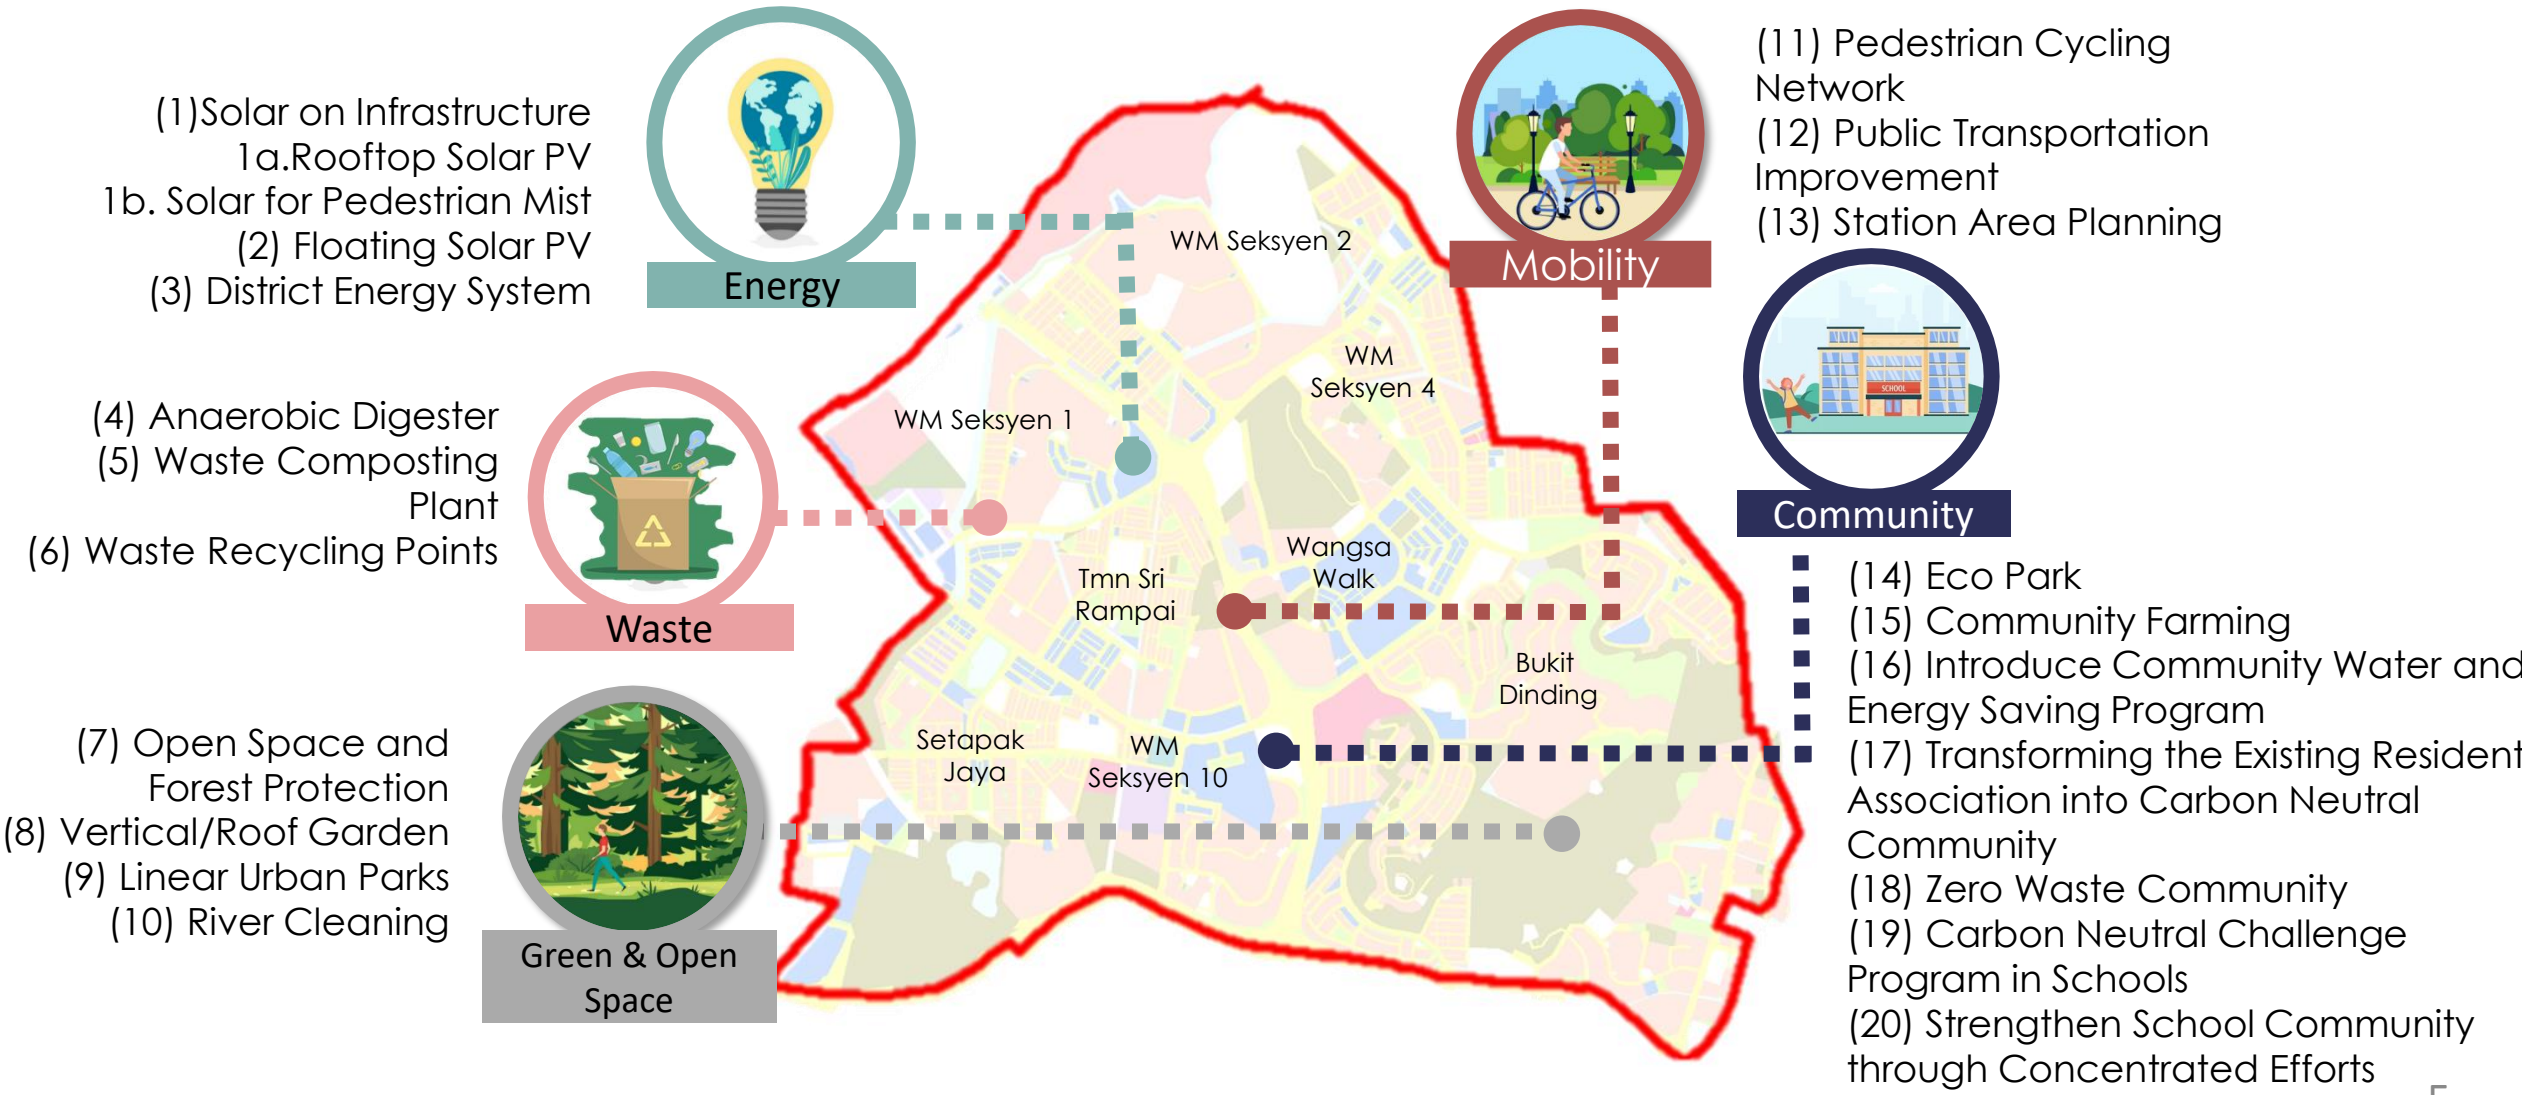 (1)Solar on Infrastructure
1a.Rooftop Solar PV
1b. Solar for Pedestrian Mist
(2) Floating Solar PV
(3) District Energy System
Energy
(4) Anaerobic Digester
(5) Waste Composting
Plant
(6) Waste Recycling Points
Waste
(7) Open Space and
Forest Protection
(8) Vertical/Roof Garden
(9) Linear Urban Parks
(10) River Cleaning
Green & Open
Space
WM Seksyen 2
WM
Seksyen 4
WM Seksyen 1
Wangsa
Walk
Tmn Sri
Rampai
Bukit
Dinding
Setapak
Jaya
WM
Seksyen 10
(11) Pedestrian Cycling
Network
(12) Public Transportation
Improvement
(13) Station Area Planning
Mobility
SCHOOL
Community
(14) Eco Park
(15) Community Farming
(16) Introduce Community Water and
Energy Saving Program
(17) Transforming the Existing Resident
Association into Carbon Neutral
Community
(18) Zero Waste Community
(19) Carbon Neutral Challenge
Program in Schools
(20) Strengthen School Community
through Concentrated Efforts